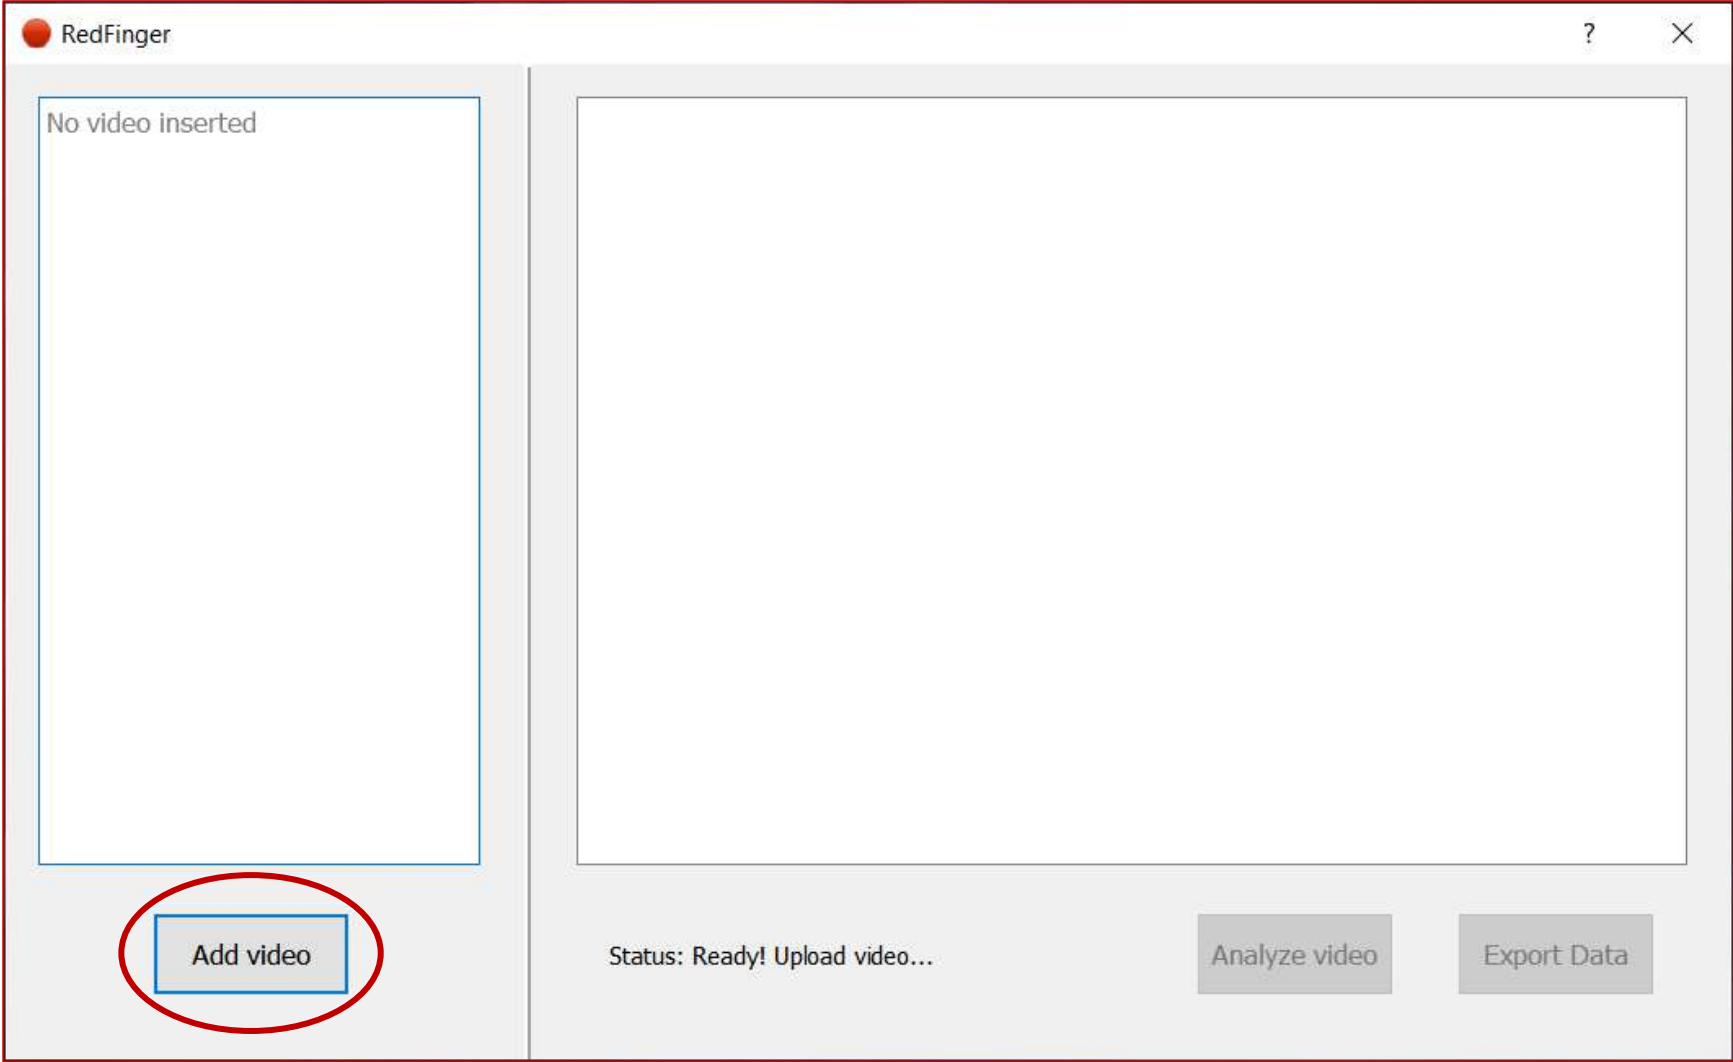 RedFinger
?
No video inserted
Add video
Status: Ready! Upload video...
Analyze video
Export Data